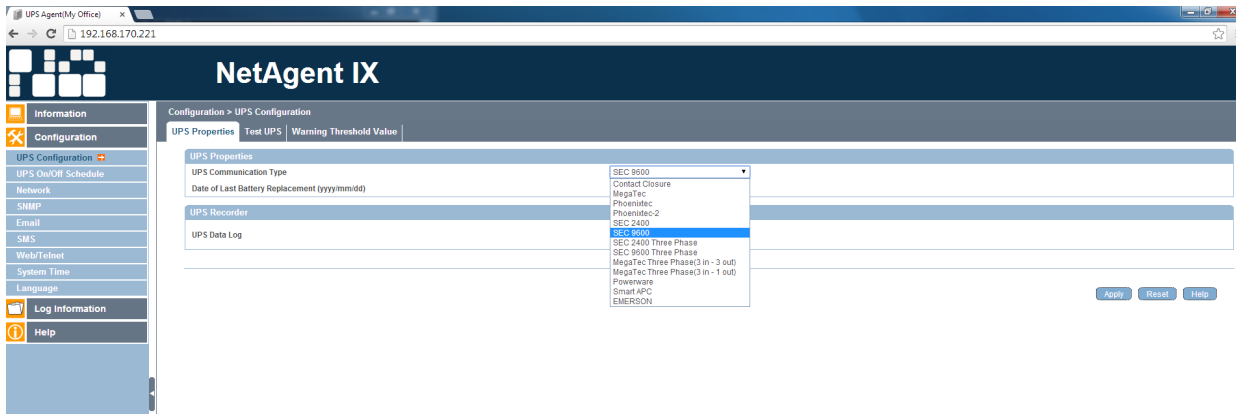 UPS Agent(My Office)
192.168.170.221
NetAgent IX
Information
Configuration
UPS Configuration
UPS On/Off Schedule
Network
SNMP
Email
SMS
Web/Telnet
System Time
Language
Log Information
Help
Configuration > UPS Configuration
UPS Properties Test UPS Warning Threshold Value
UPS Properties
UPS Communication Type SEC 9600
Date of Last Battery Replacement (yyyy/mm/dd)
UPS Recorder
UPS Data Log
Contact Closure
MegaTec
Phoenixtec
Phoenixtec-2
SEC 2400
SEC 9600
SEC 2400 Three Phase
SEC 9600 Three Phase
MegaTec Three Phase(3 in - 3 out)
MegaTec Three Phase(3 in - 1 out)
Powerware
Smart APC
EMERSON
Apply Reset Help